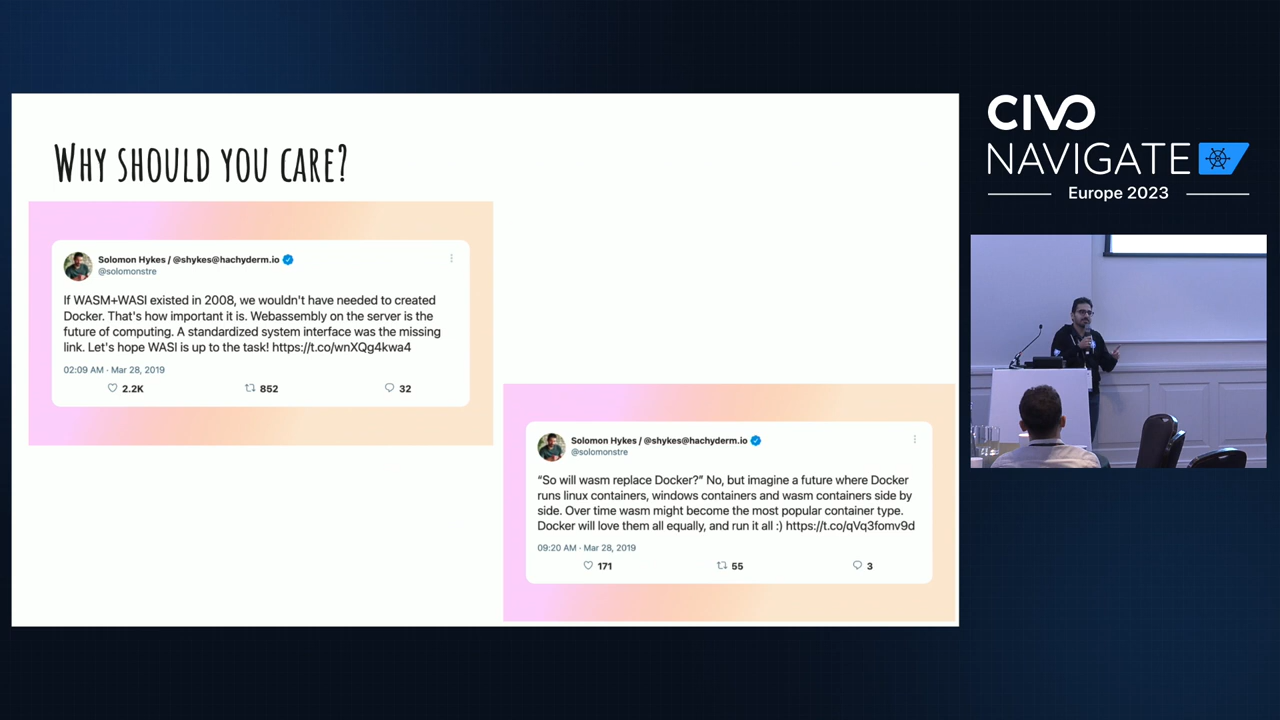 WHY SHOULD YOU CARE?
Solomon Hykes / @shykes@hachyderm.io
@solomonstre
If WASM+WASI existed in 2008, we wouldn't have needed to created
Docker. That's how important it is. Webassembly on the server is the
future of computing. A standardized system interface was the missing
link. Let's hope WASI is up to the task! https://t.co/wnXQg4kwa4
02:09 AM · Mar 28, 2019
2.2K 852 32
Solomon Hykes / @shykes@hachyderm.io
@solomonstre
“So will wasm replace Docker?” No, but imagine a future where Docker
runs linux containers, windows containers and wasm containers side by
side. Over time wasm might become the most popular container type.
Docker will love them all equally, and run it all :) https://t.co/qVq3fomv9d
09:20 AM · Mar 28, 2019
171 55 3
CIVO
NAVIGATE
Europe 2023